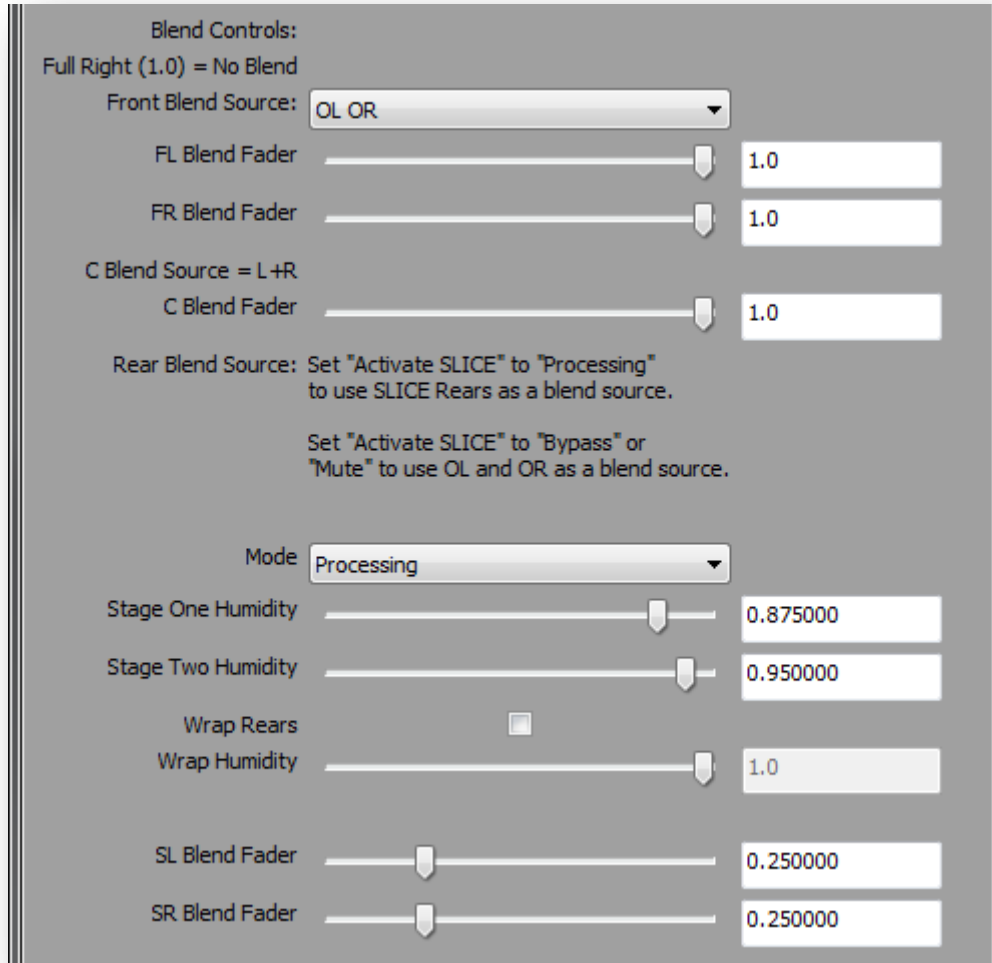 Blend Controls:
Full Right (1.0) = No Blend
Front Blend Source: OL OR
FL Blend Fader 1.0
FR Blend Fader 1.0
C Blend Source = L+R
C Blend Fader 1.0
Rear Blend Source: Set "Activate SLICE" to "Processing"
to use SLICE Rears as a blend source.
Set "Activate SLICE" to "Bypass" or
"Mute" to use OL and OR as a blend source.
Mode Processing
Stage One Humidity 0.875000
Stage Two Humidity 0.950000
Wrap Rears
Wrap Humidity 1.0
SL Blend Fader 0.250000
SR Blend Fader 0.250000